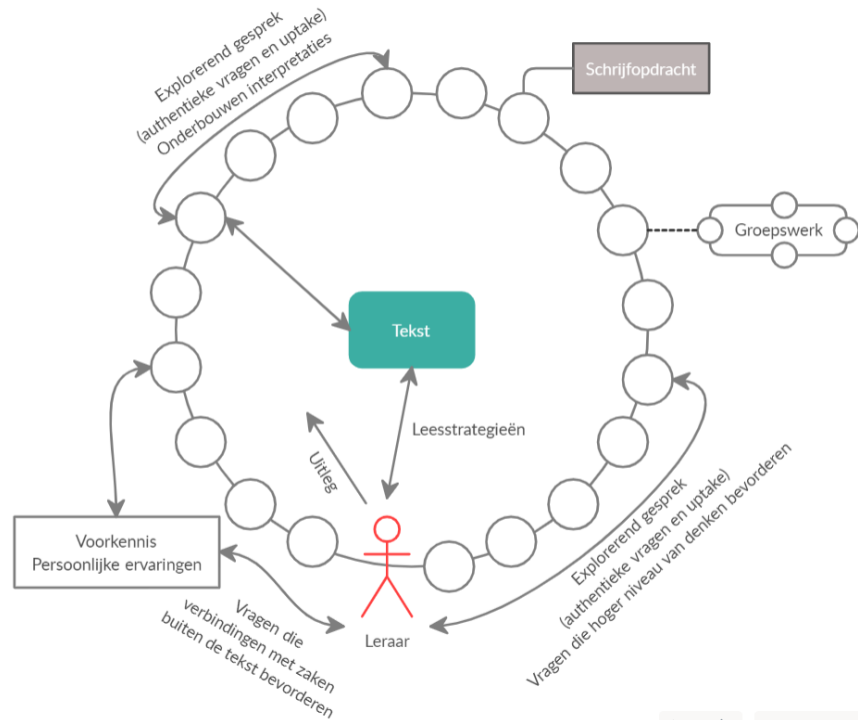 Explorerend gesprek
(authentieke vragen en uptake)
Onderbouwen interpretaties
Schrijfopdracht
Groepswerk
Tekst
Leesstrategieën
Uitleg
Voorkennis
Persoonlijke ervaringen
Vragen die
verbindingen met zaken
buiten de tekst bevorderen
Leraar
Explorerend gesprek
(authentieke vragen en uptake)
Vragen die hoger niveau van denken bevorderen